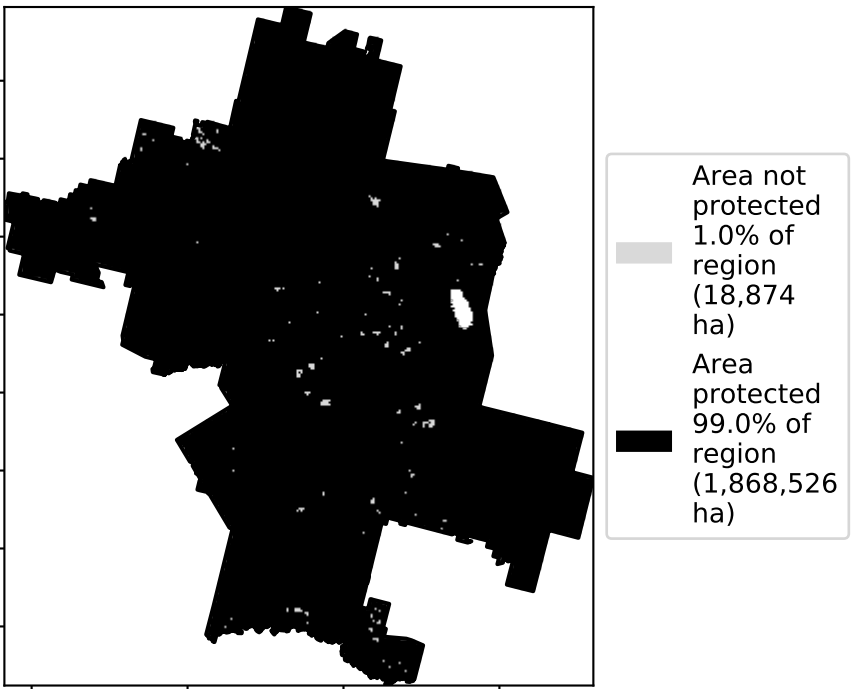 Area not
protected
1.0% of
region
(18,874
ha)
Area
protected
99.0% of
region
(1,868,526
ha)